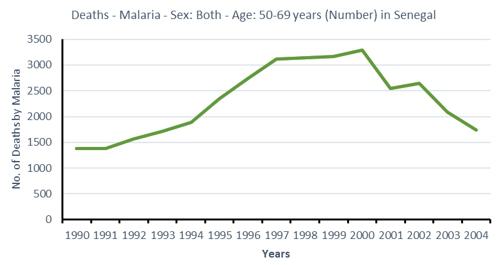 Deaths - Malaria - Sex: Both - Age: 50-69 years (Number) in Senegal
No. of Deaths by Malaria
3500
3000
2500
2000
1500
1000
500
0
1990 1991 1992 1993 1994 1995 1996 1997 1998 1999 2000 2001 2002 2003 2004
Years